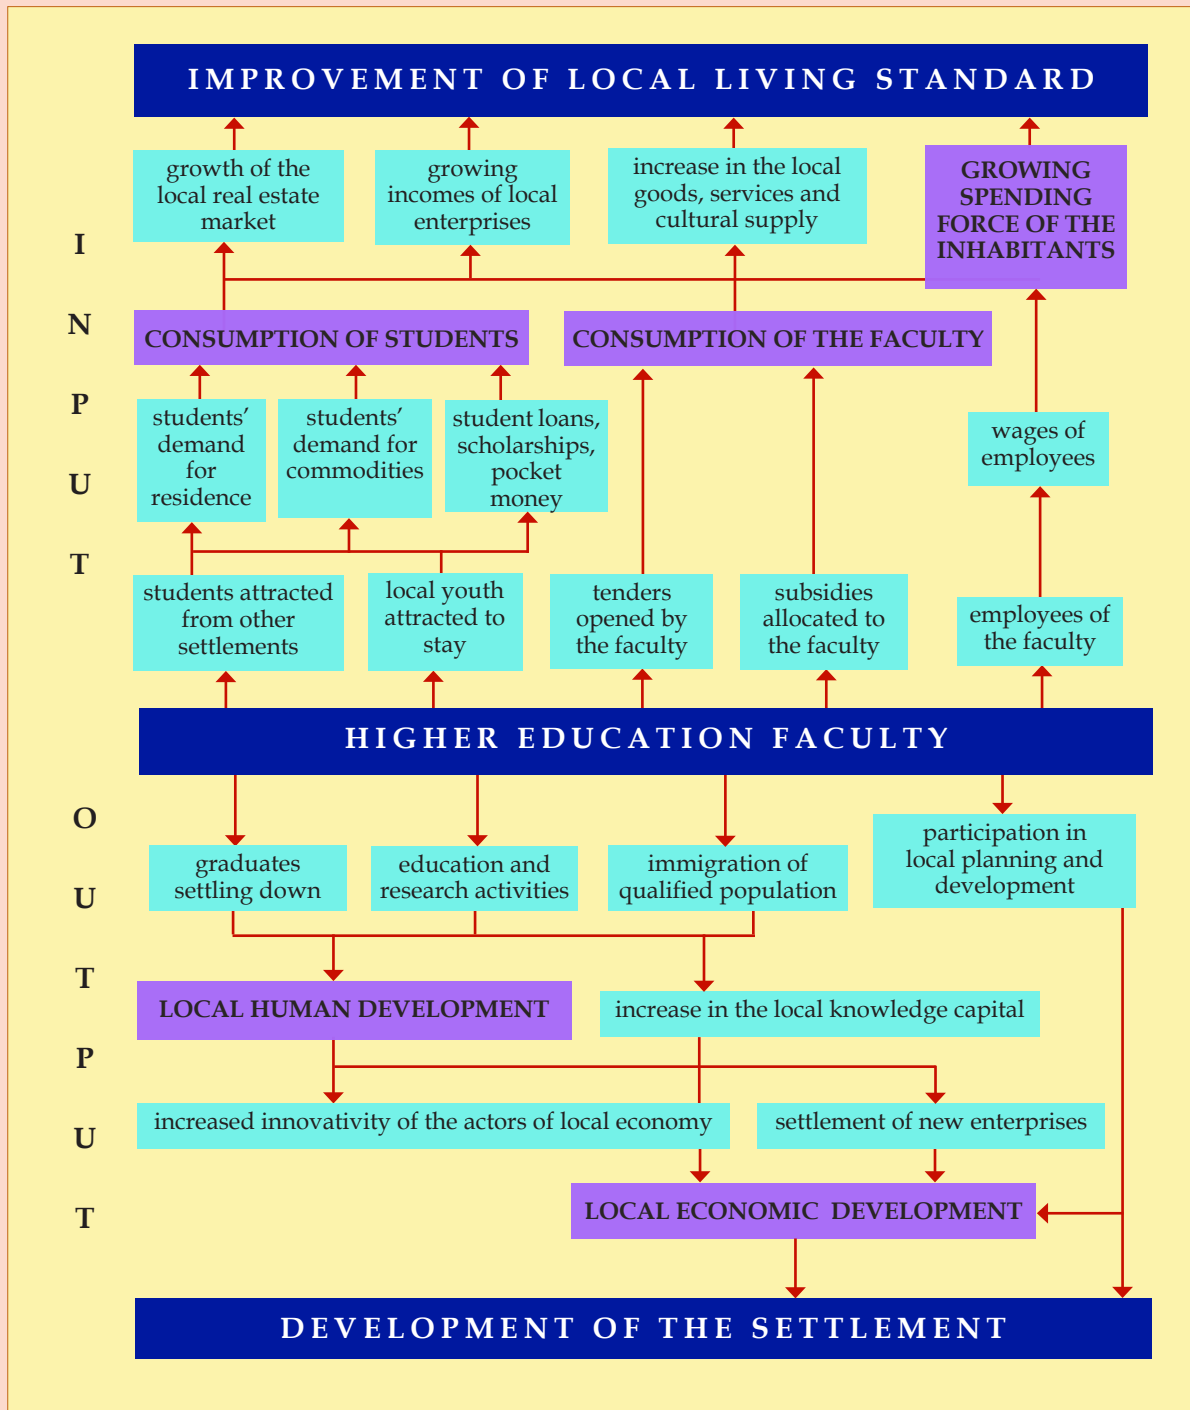 IMPROVEMENT OF LOCAL LIVING STANDARD
growth of the
local real estate
market
growing
incomes of local
enterprises
increase in the local
goods, services and
cultural supply
GROWING
SPENDING
FORCE OF THE
INHABITANTS
I
N
P
U
T
CONSUMPTION OF STUDENTS
CONSUMPTION OF THE FACULTY
students’
demand
for
residence
students’
demand for
commodities
student loans,
scholarships,
pocket
money
wages of
employees
students attracted
from other
settlements
local youth
attracted to
stay
tenders
opened by
the faculty
subsidies
allocated to
the faculty
employees of
the faculty
HIGHER EDUCATION FACULTY
O
U
T
P
U
T
graduates
settling down
education and
research activities
immigration of
qualified population
participation in
local planning and
development
LOCAL HUMAN DEVELOPMENT
increase in the local knowledge capital
increased innovativity of the actors of local economy
settlement of new enterprises
LOCAL ECONOMIC DEVELOPMENT
DEVELOPMENT OF THE SETTLEMENT